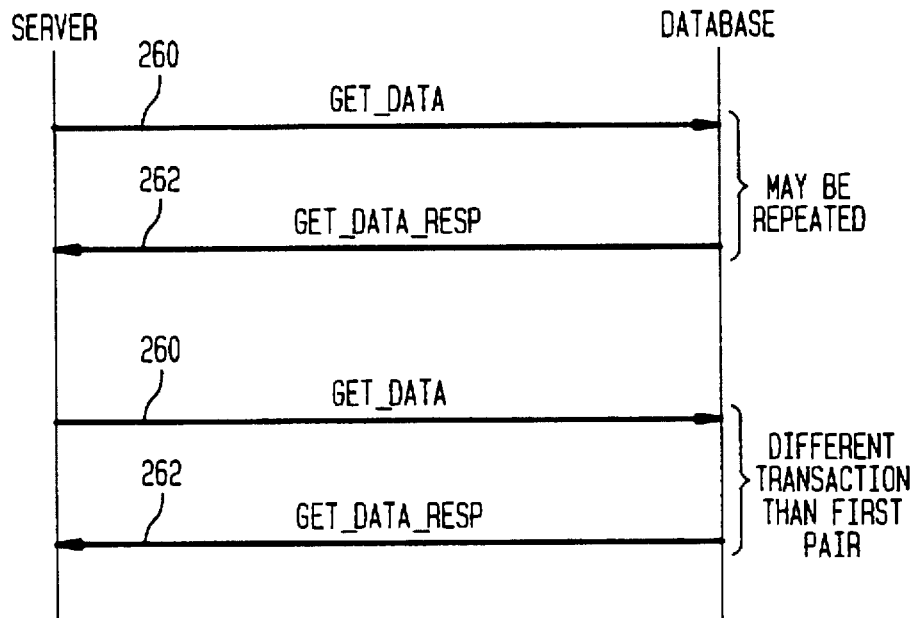 SERVER
DATABASE
260
GET_DATA
262
GET_DATA_RESP
MAY BE
REPEATED
260
GET_DATA
262
GET_DATA_RESP
DIFFERENT
TRANSACTION
THAN FIRST
PAIR